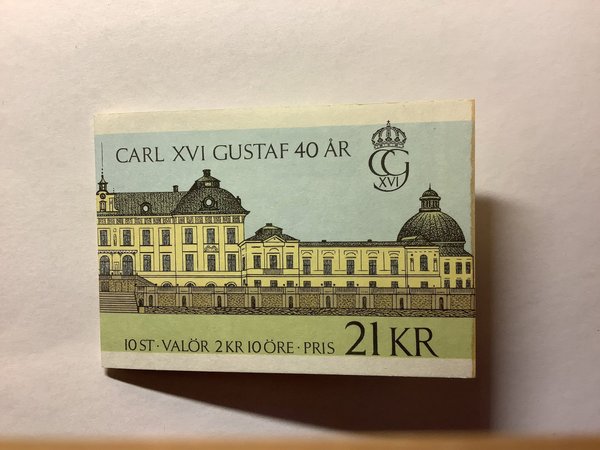 CARL XVI GUSTAF 40 ÅR
CG
XVI
10 ST · VALÖR 2 KR 10 ÖRE · PRIS 21 KR